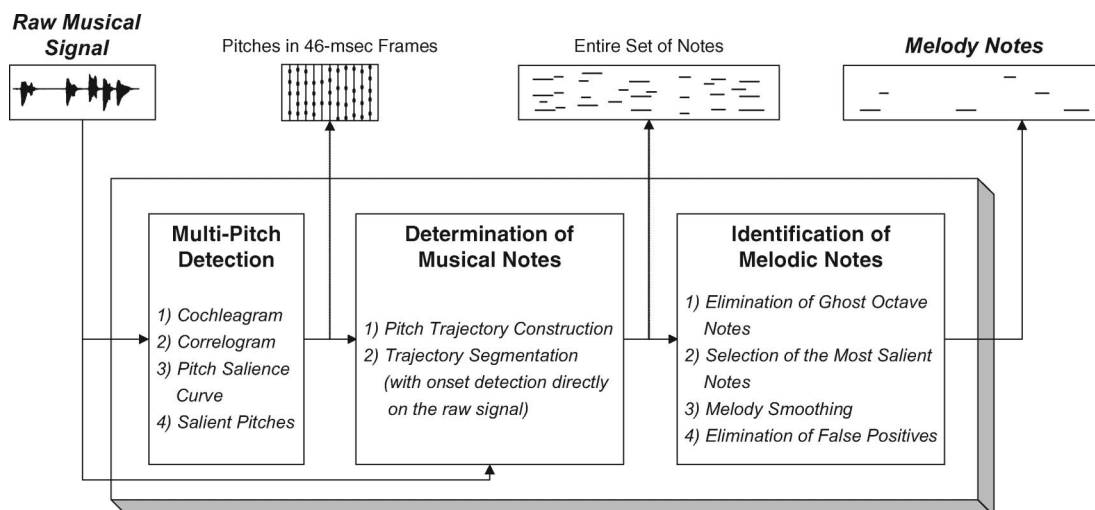 Raw Musical
Signal
Pitches in 46-msec Frames
Entire Set of Notes
Melody Notes
Multi-Pitch
Detection
1) Cochleagram
2) Correlogram
3) Pitch Salience
Curve
4) Salient Pitches
Determination of
Musical Notes
1) Pitch Trajectory Construction
2) Trajectory Segmentation
(with onset detection directly
on the raw signal)
Identification of
Melodic Notes
1) Elimination of Ghost Octave
Notes
2) Selection of the Most Salient
Notes
3) Melody Smoothing
4) Elimination of False Positives